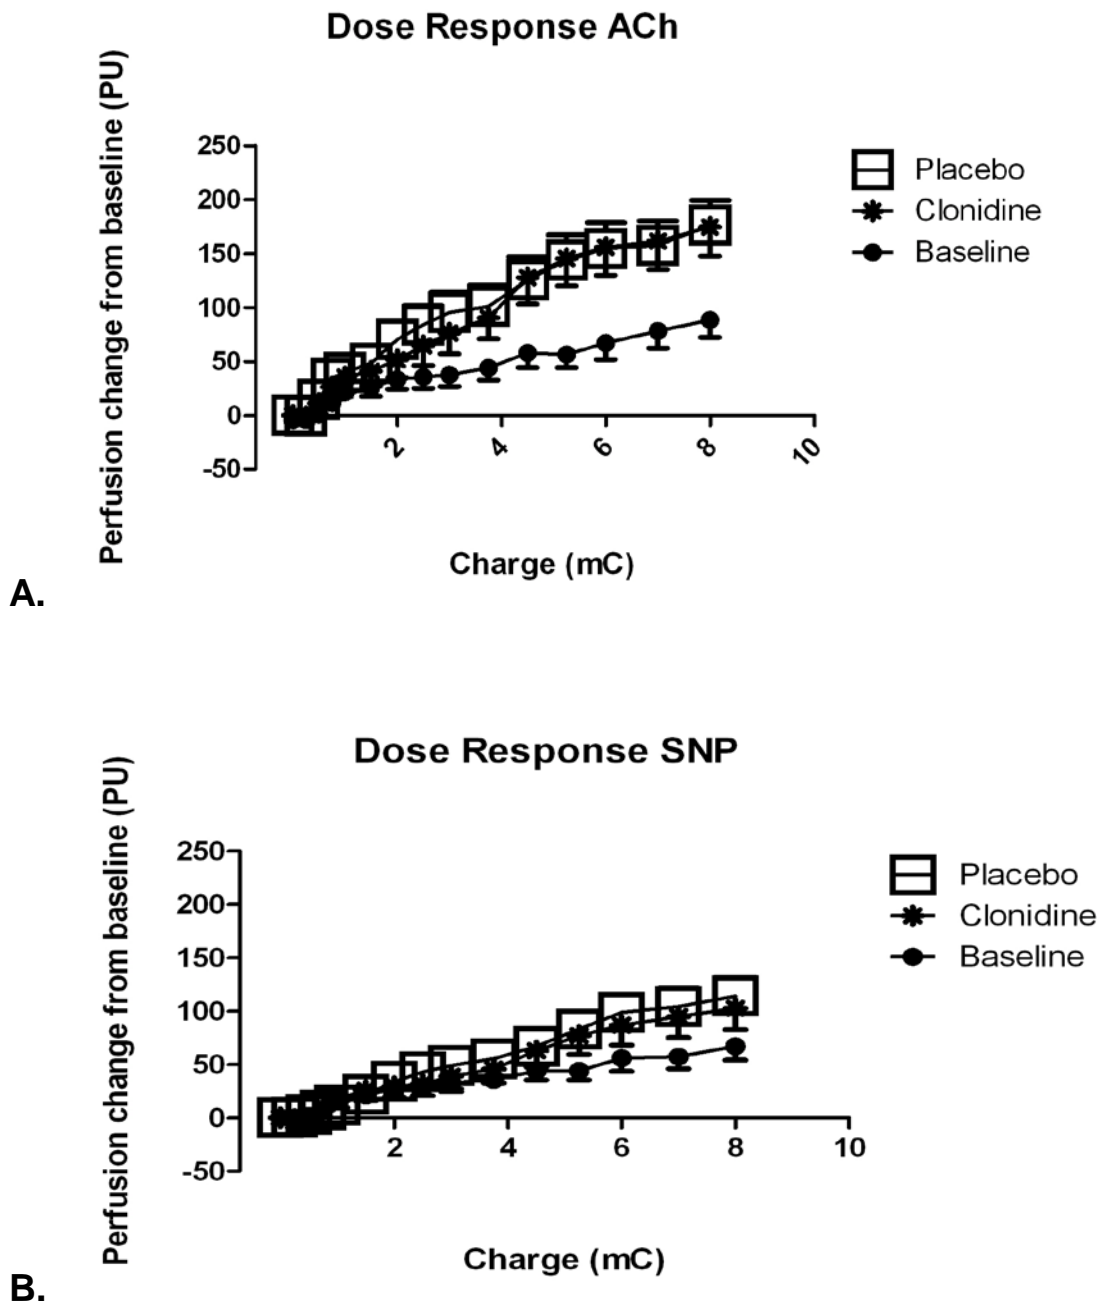 Dose Response ACh
Perfusion change from baseline (PU)
250
200
150
100
50
0
-50
2
4
6
8
10
Placebo
Clonidine
Baseline
Charge (mC)
A.
Dose Response SNP
Perfusion change from baseline (PU)
250
200
150
100
50
0
-50
2
4
6
8
10
Placebo
Clonidine
Baseline
Charge (mC)
B.